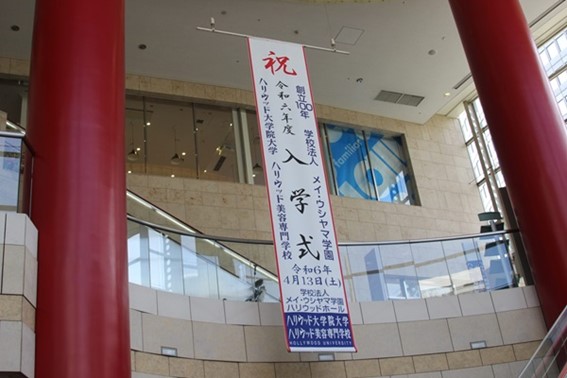 祝
創立100年 学校法人 メイ・ウシヤマ学園
令和六年度 入学式
ハリウッド大学院大学 ハリウッド美容専門学校
令和6年
4月13日(土)
学校法人
メイ・ウシヤマ学園
ハリウッドホール
ハリウッド大学院大学
ハリウッド美容専門学校
HOLLYWOOD UNIVERSITY